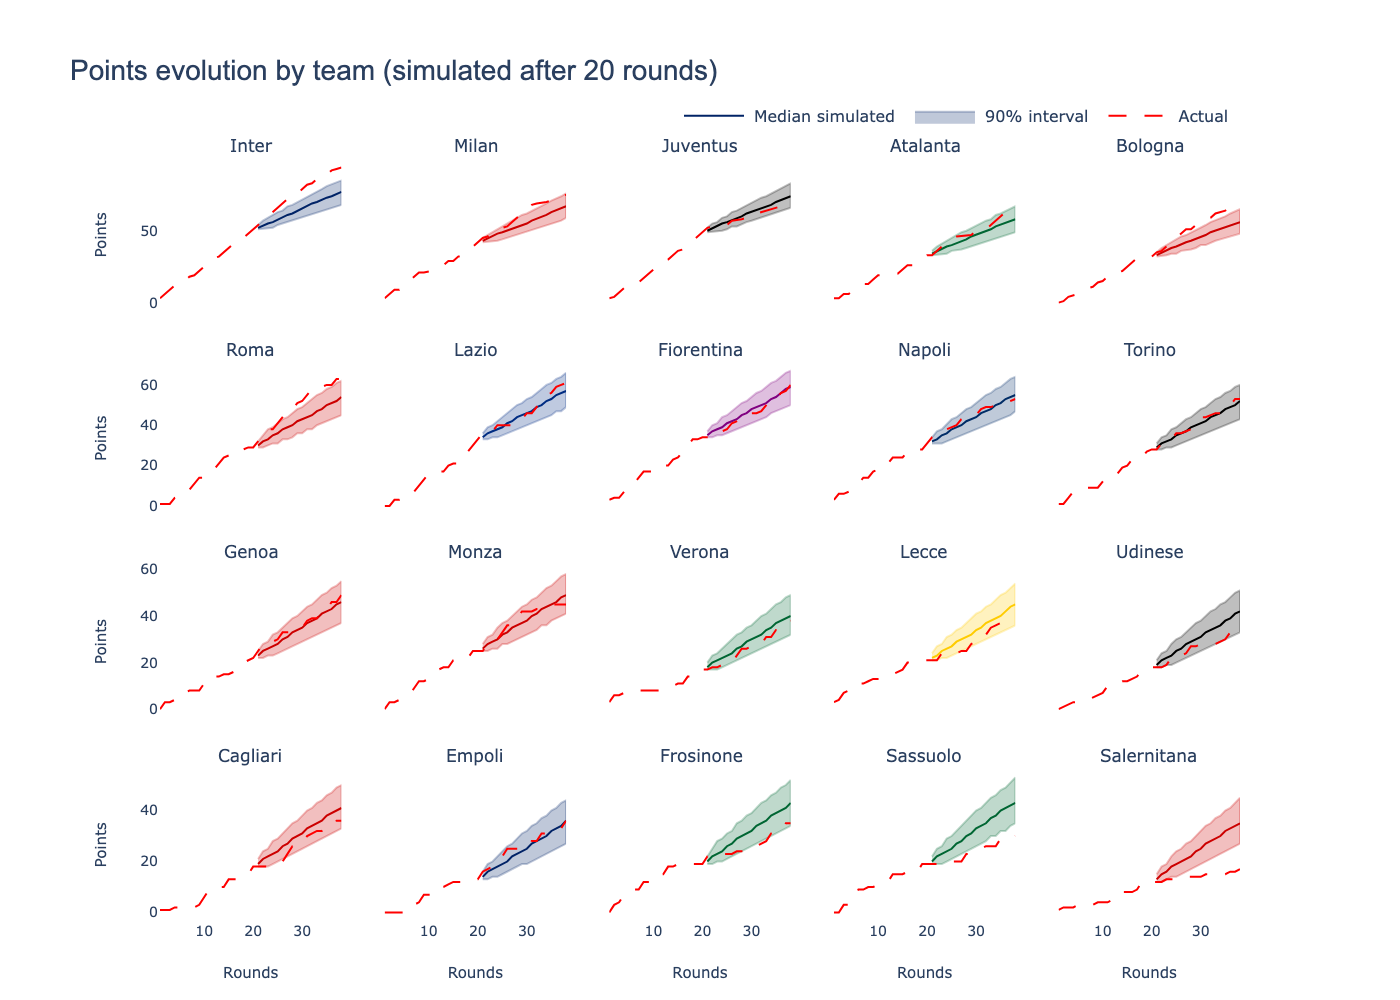 Points evolution by team (simulated after 20 rounds)
Median simulated 90% interval Actual
Inter Milan Juventus Atalanta Bologna
Points
50
0
Roma Lazio Fiorentina Napoli Torino
Points
60
40
20
0
Genoa Monza Verona Lecce Udinese
Points
60
40
20
0
Cagliari Empoli Frosinone Sassuolo Salernitana
Points
40
20
0
10 20 30 10 20 30 10 20 30 10 20 30 10 20 30
Rounds Rounds Rounds Rounds Rounds